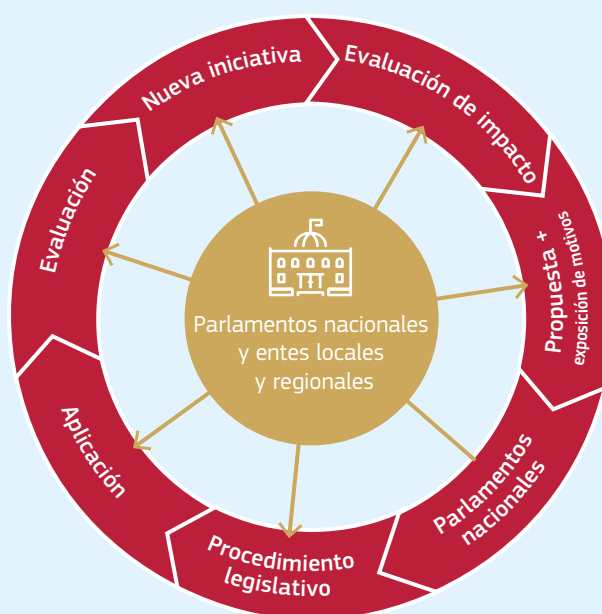 Nueva iniciativa
Evaluación de impacto
Propuesta +
exposición de motivos
Parlamentos
nacionales
Procedimiento
legislativo
Aplicación
Evaluación
Parlamentos nacionales
y entes locales
y regionales